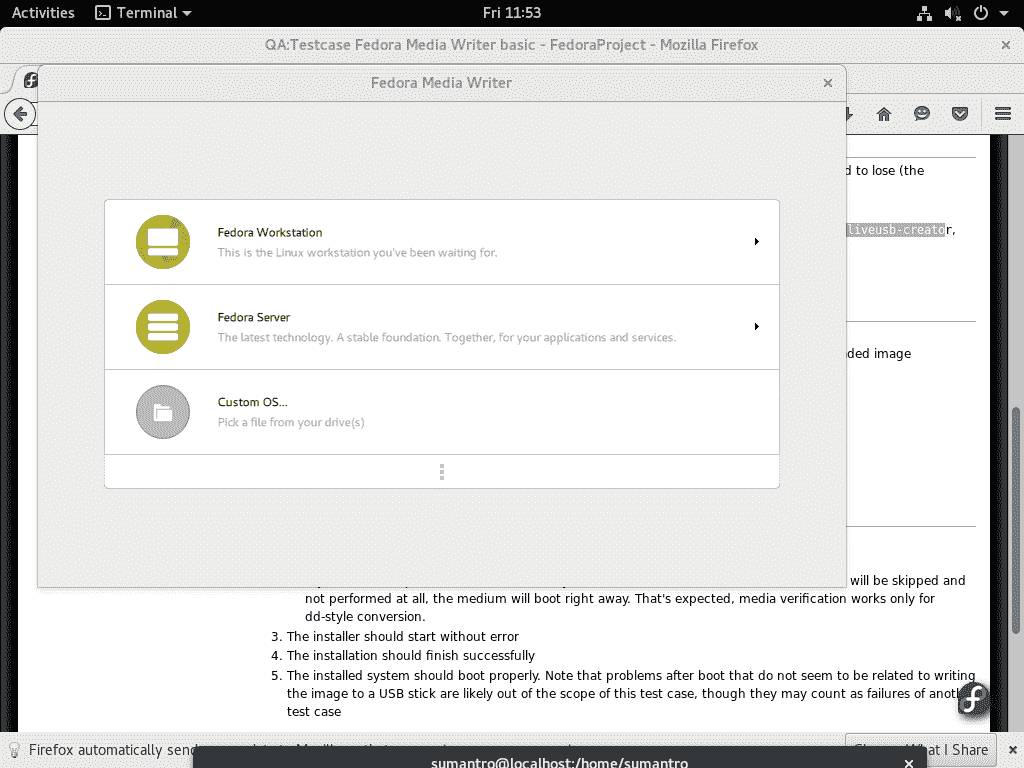 Activities
Terminal
Fri 11:53
QA:Testcase Fedora Media Writer basic - FedoraProject - Mozilla Firefox
Fedora Media Writer
d to lose (the
liveusb-creator,
Fedora Workstation
This is the Linux workstation you've been waiting for.
Fedora Server
The latest technology. A stable foundation. Together, for your applications and services.
ded image
Custom OS...
Pick a file from your drive(s)
will be skipped and
not performed at all, the medium will boot right away. That's expected, media verification works only for
dd-style conversion.
3. The installer should start without error
4. The installation should finish successfully
5. The installed system should boot properly. Note that problems after boot that do not seem to be related to writing
the image to a USB stick are likely out of the scope of this test case, though they may count as failures of anoth
test case
Firefox automatically send
at I Share
sumantro@localhost:/home/sumantro